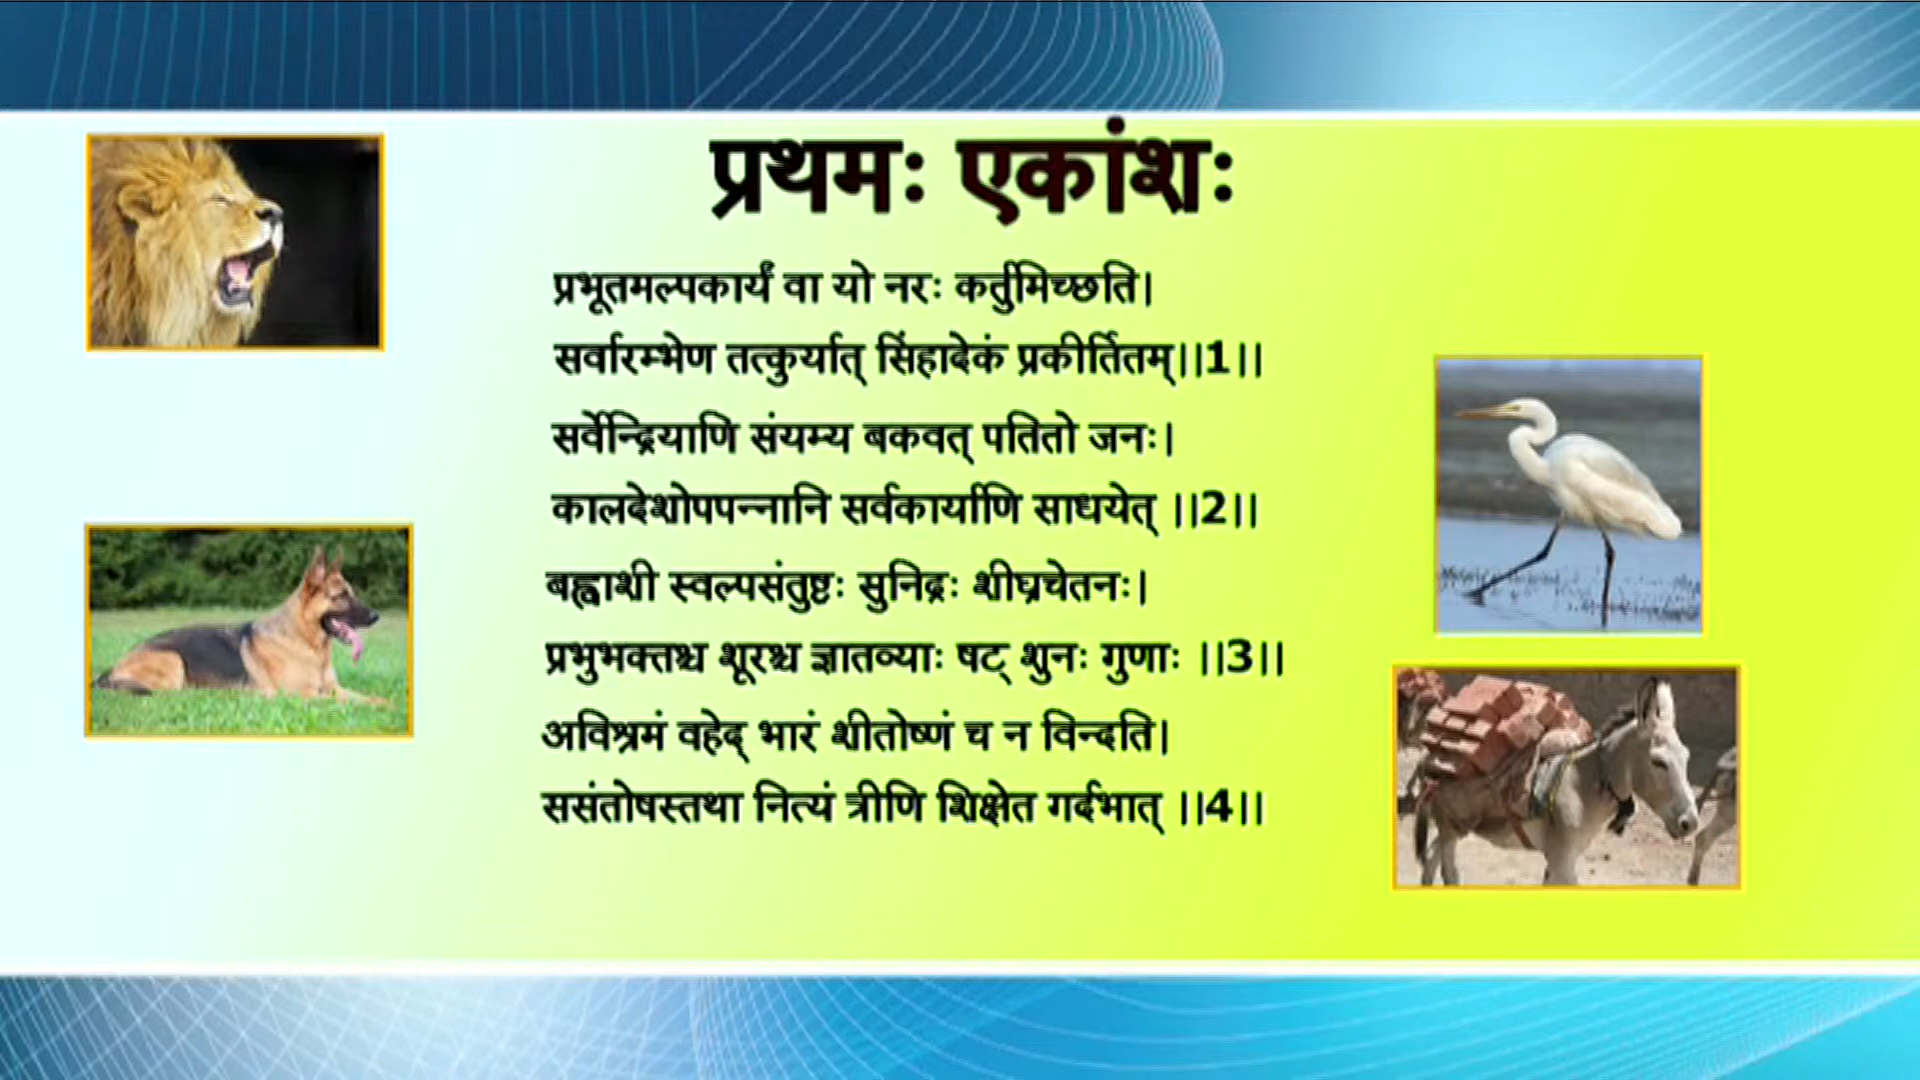 प्रथमः एकांशः
प्रभूतमल्पकार्यं वा यो नरः कर्तुमिच्छति।
सर्वारम्भेण तत्कुर्यात् सिंहादेकं प्रकीर्तितम्।।1।।
सर्वेन्द्रियाणि संयम्य बकवत् पतितो जनः।
कालदेशोपपन्नानि सर्वकार्याणि साधयेत् ।।2।।
बह्वाशी स्वल्पसंतुष्टः सुनिद्रः शीघ्रचेतनः।
प्रभुभक्तश्च शूरश्च ज्ञातव्याः षट् शुनः गुणाः ।।3।।
अविश्रमं वहेद् भारं शीतोष्णं च न विन्दति।
ससंतोषस्तथा नित्यं त्रीणि शिक्षेत गर्दभात् ।।4।।